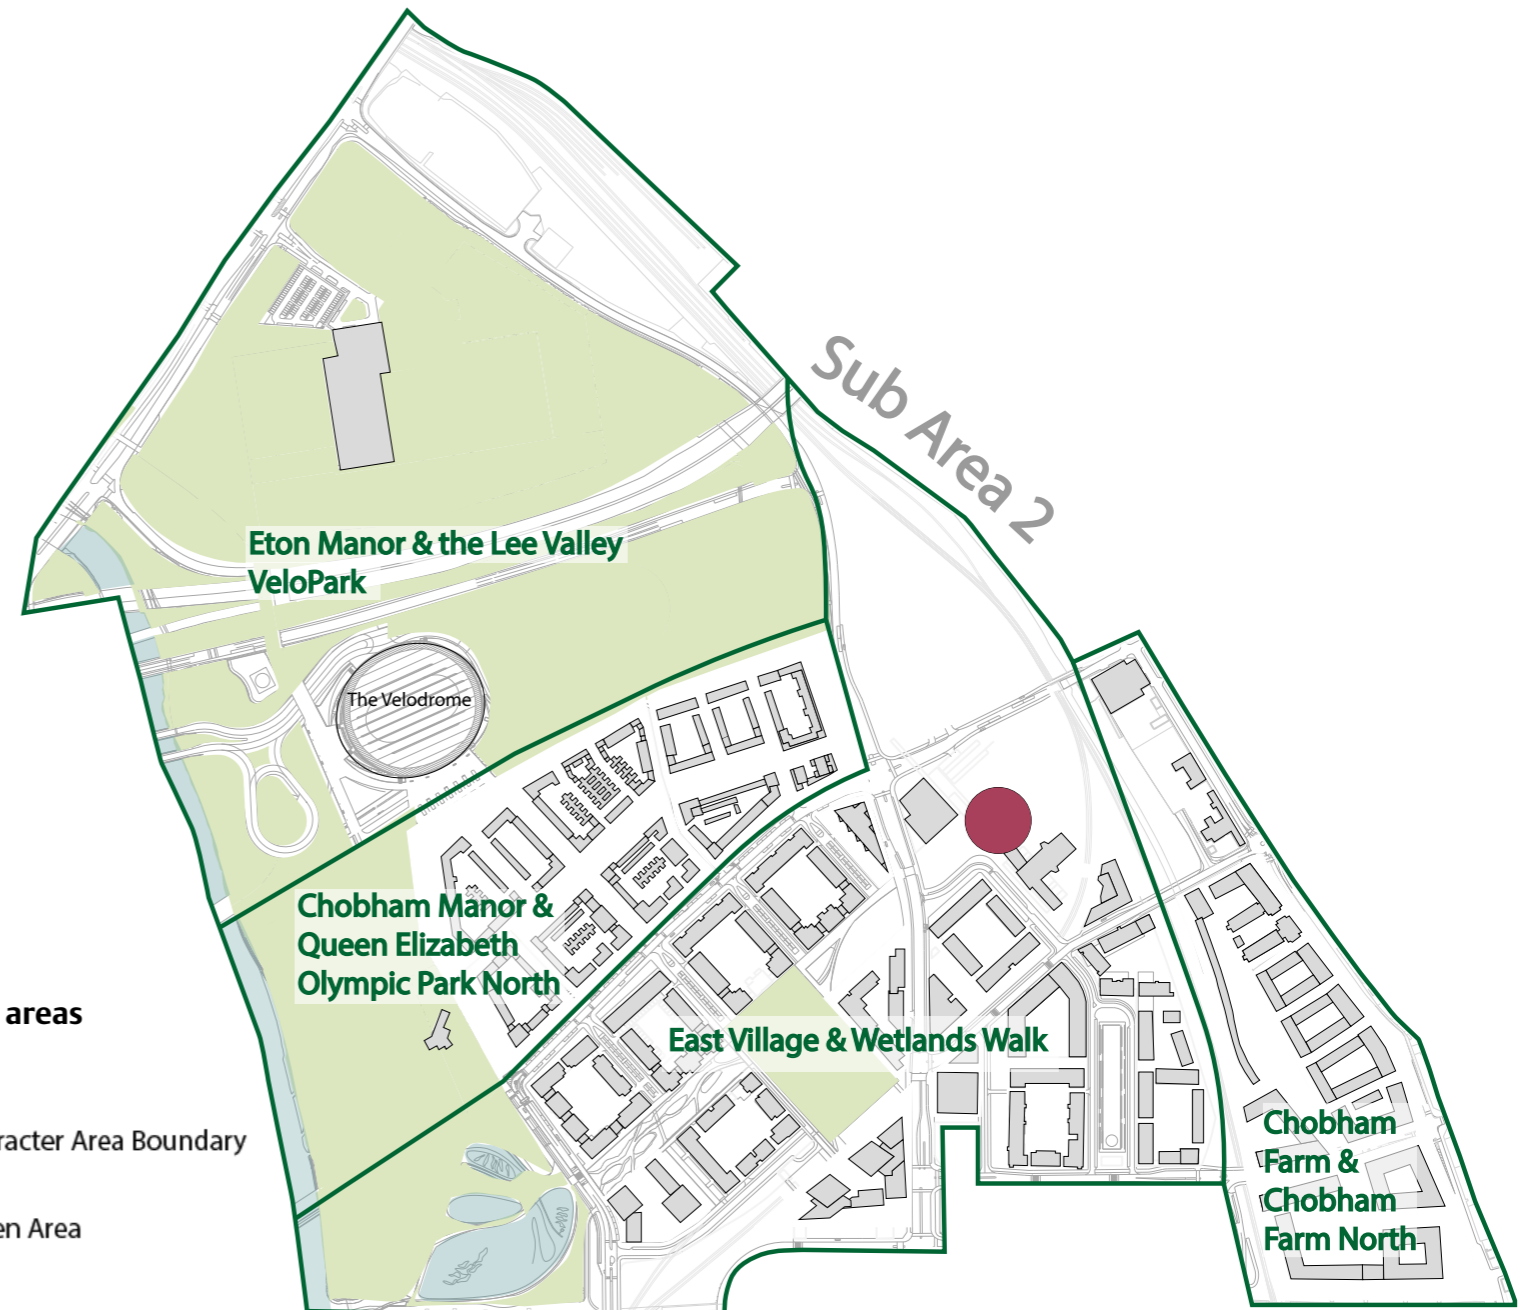 Sub Area 2
Eton Manor & the Lee Valley
VeloPark
The Velodrome
Chobham Manor &
Queen Elizabeth
Olympic Park North
East Village & Wetlands Walk
Chobham
Farm &
Chobham
Farm North
areas
racter Area Boundary
en Area